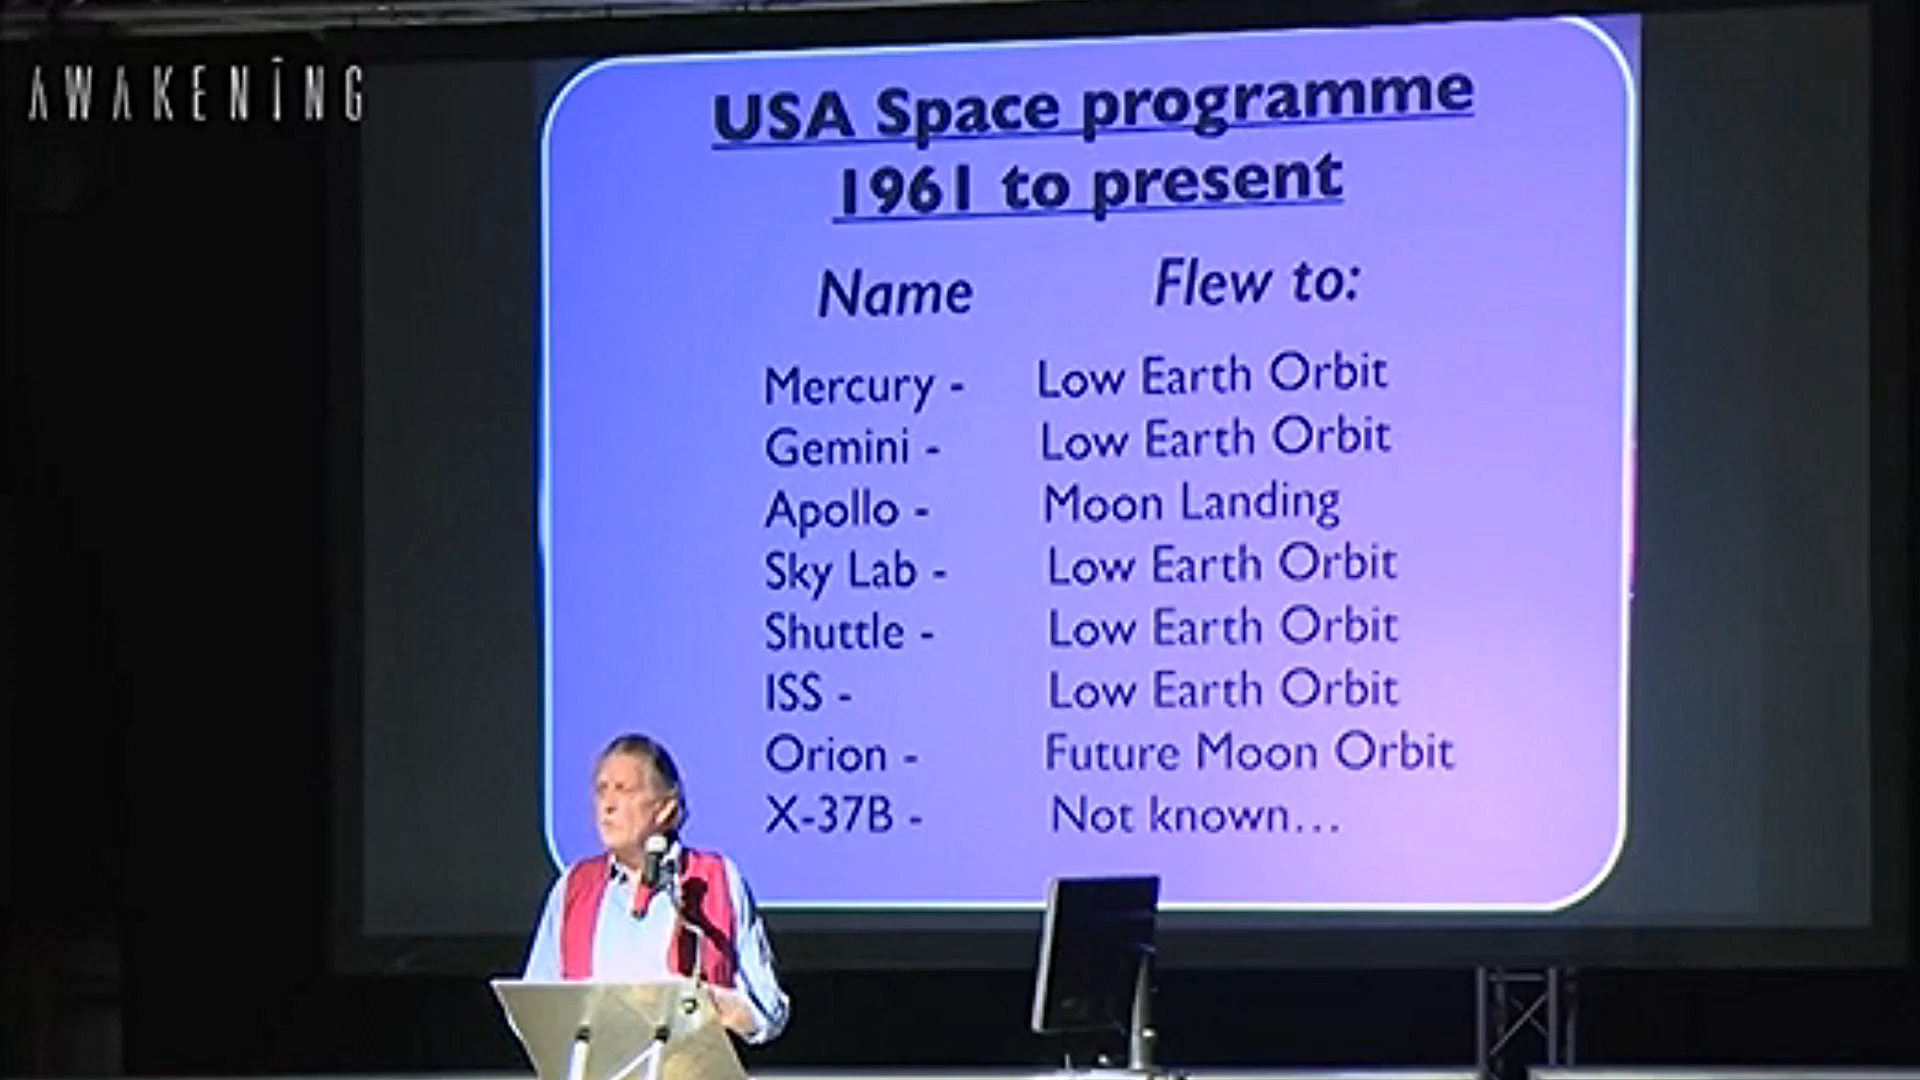 AWAKENING
USA Space programme
1961 to present
Name Flew to:
Mercury - Low Earth Orbit
Gemini - Low Earth Orbit
Apollo - Moon Landing
Sky Lab - Low Earth Orbit
Shuttle - Low Earth Orbit
ISS - Low Earth Orbit
Orion - Future Moon Orbit
X-37B - Not known...